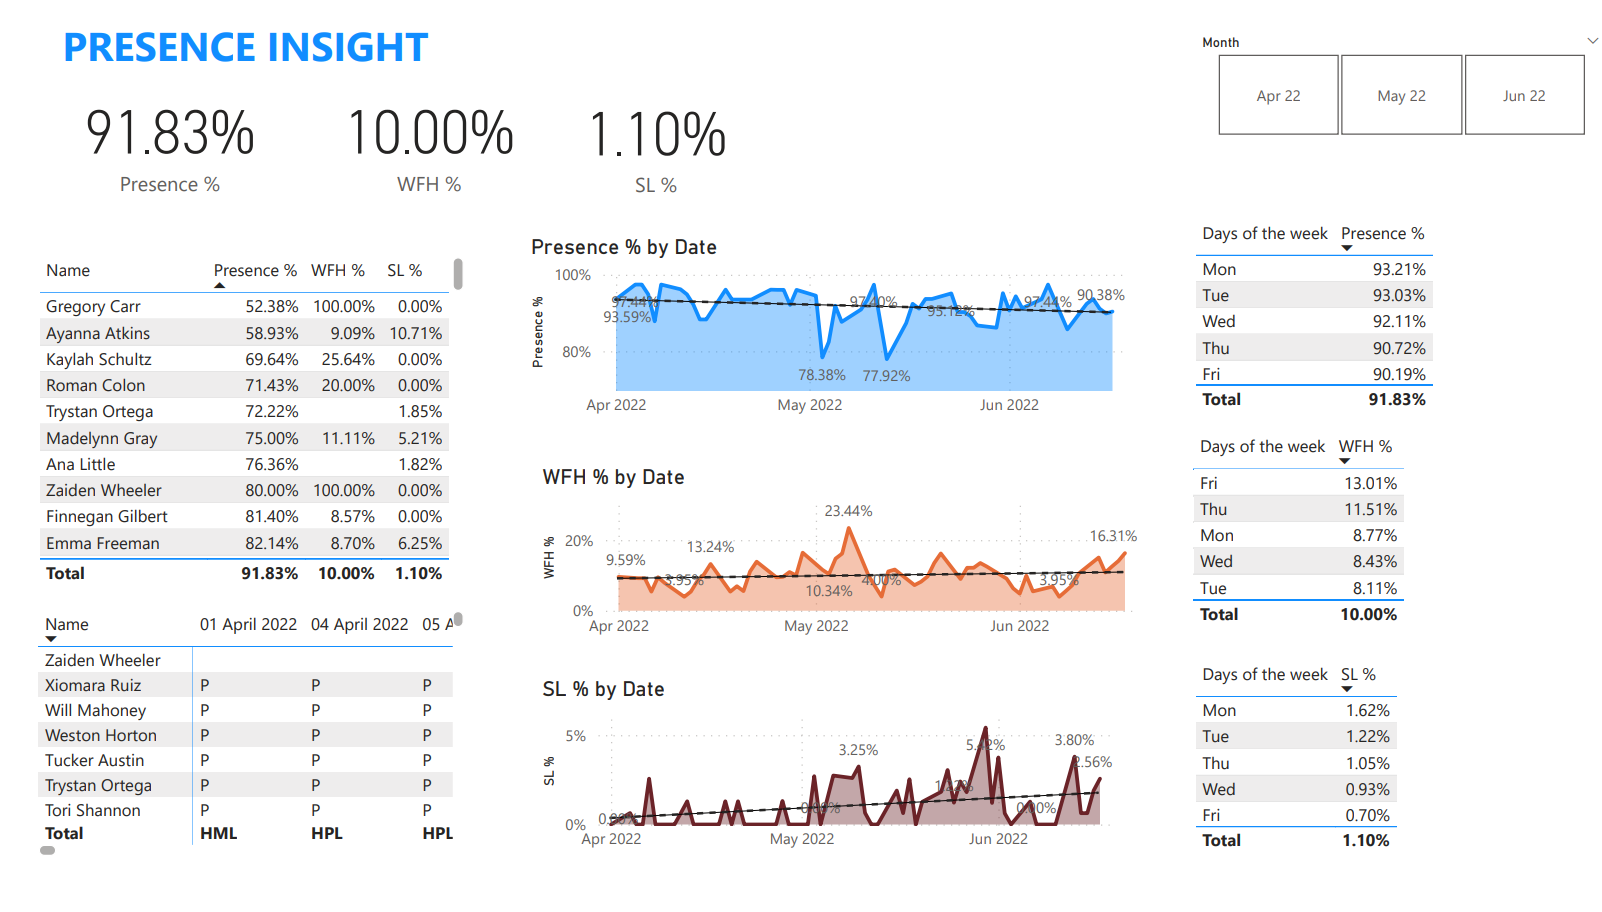 PRESENCE INSIGHT
Month
Apr 22 May 22 Jun 22
91.83% 10.00% 1.10%
Presence % WFH % SL %
Name Presence % WFH % SL %
Gregory Carr 52.38% 100.00% 0.00%
Ayanna Atkins 58.93% 9.09% 10.71%
Kaylah Schultz 69.64% 25.64% 0.00%
Roman Colon 71.43% 20.00% 0.00%
Trystan Ortega 72.22% 1.85%
Madelynn Gray 75.00% 11.11% 5.21%
Ana Little 76.36% 1.82%
Zaiden Wheeler 80.00% 100.00% 0.00%
Finnegan Gilbert 81.40% 8.57% 0.00%
Emma Freeman 82.14% 8.70% 6.25%
Total 91.83% 10.00% 1.10%
Name 01 April 2022 04 April 2022 05 A
Zaiden Wheeler
Xiomara Ruiz P P P
Will Mahoney P P P
Weston Horton P P P
Tucker Austin P P P
Trystan Ortega P P P
Tori Shannon P P P
Total HML HPL HPL
Presence % by Date
Presence %
100%
80%
97.44% 97.40% 97.44% 90.38%
93.59% 95.12%
78.38% 77.92%
Apr 2022 May 2022 Jun 2022
WFH % by Date
WFH %
20%
0%
23.44%
9.59% 13.24% 16.31%
3.95% 10.34% 4.00% 3.95%
Apr 2022 May 2022 Jun 2022
SL % by Date
SL %
5%
0%
3.25% 5.42% 3.80%
2.56%
0.00% 0.00% 1.22% 0.00%
Apr 2022 May 2022 Jun 2022
Days of the week Presence %
Mon 93.21%
Tue 93.03%
Wed 92.11%
Thu 90.72%
Fri 90.19%
Total 91.83%
Days of the week WFH %
Fri 13.01%
Thu 11.51%
Mon 8.77%
Wed 8.43%
Tue 8.11%
Total 10.00%
Days of the week SL %
Mon 1.62%
Tue 1.22%
Thu 1.05%
Wed 0.93%
Fri 0.70%
Total 1.10%